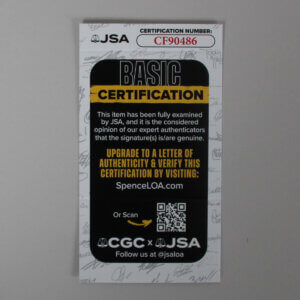 JSA
CERTIFICATION NUMBER:
CF90486
BASIC
CERTIFICATION
This item has been fully examined
by JSA, and it is the considered
opinion of our expert authenticators
that the signature(s) is/are genuine.
UPGRADE TO A LETTER OF
AUTHENTICITY & VERIFY THIS
CERTIFICATION BY VISITING:
SpenceLOA.com
Or Scan
CGC x JSA
Follow us at @jsaloa